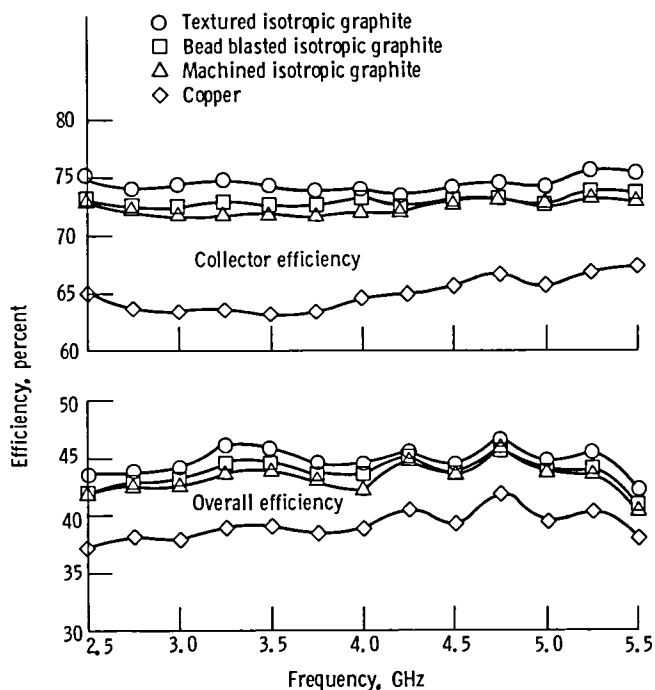 Textured isotropic graphite
Bead blasted isotropic graphite
Machined isotropic graphite
Copper
80
75
70
65
60
Collector efficiency
Efficiency, percent
50
45
40
35
30
Overall efficiency
2.5 3.0 3.5 4.0 4.5 5.0 5.5
Frequency, GHz